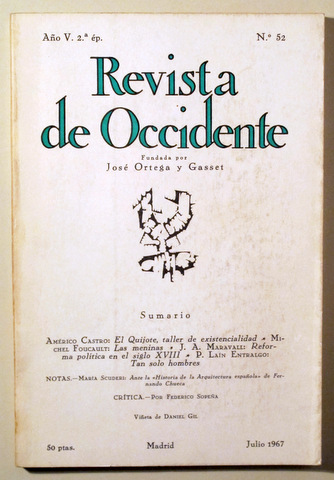 Año V. 2.ª ép. N.º 52
Revista
de Occidente
Fundada por
José Ortega y Gasset
Sumario
Américo Castro: El Quijote, taller de existencialidad • Mi-
chel Foucault: Las meninas • J. A. Maravall: Refor-
ma política en el siglo XVIII • P. Laín Entralgo:
Tan solo hombres
NOTAS.—María Scuderi: Ante la «Historia de la Arquitectura española» de Fer-
nando Chueca
CRÍTICA.—Por Federico Sopeña
Viñeta de Daniel Gil
50 ptas. Madrid Julio 1967